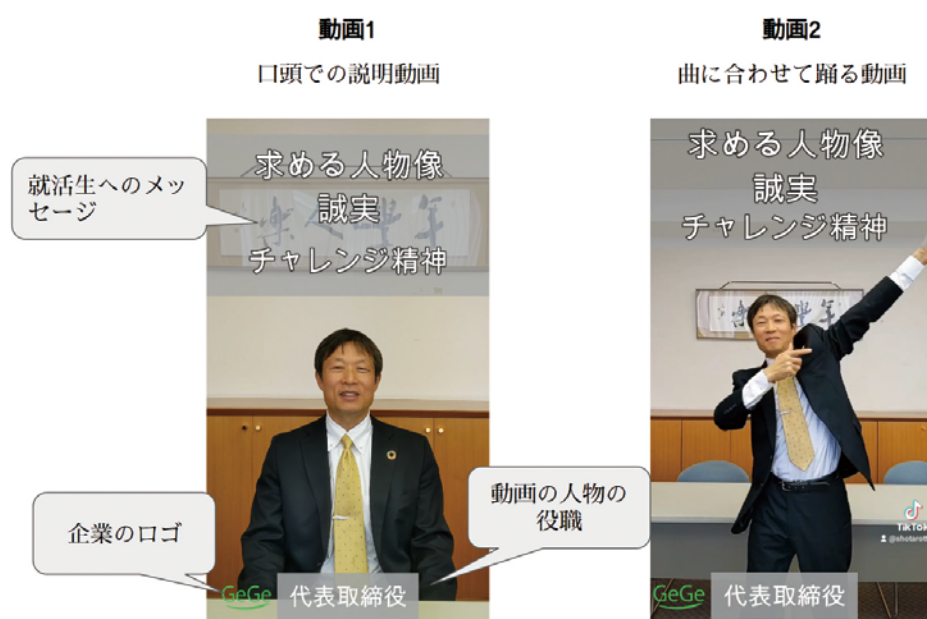 動画1
口頭での説明動画
動画2
曲に合わせて踊る動画
就活生へのメッ
セージ
求める人物像
誠実
チャレンジ精神
企業のロゴ
動画の人物の
役職
GeGe
代表取締役
求める人物像
誠実
チャレンジ精神
TikTok
GeGe
代表取締役